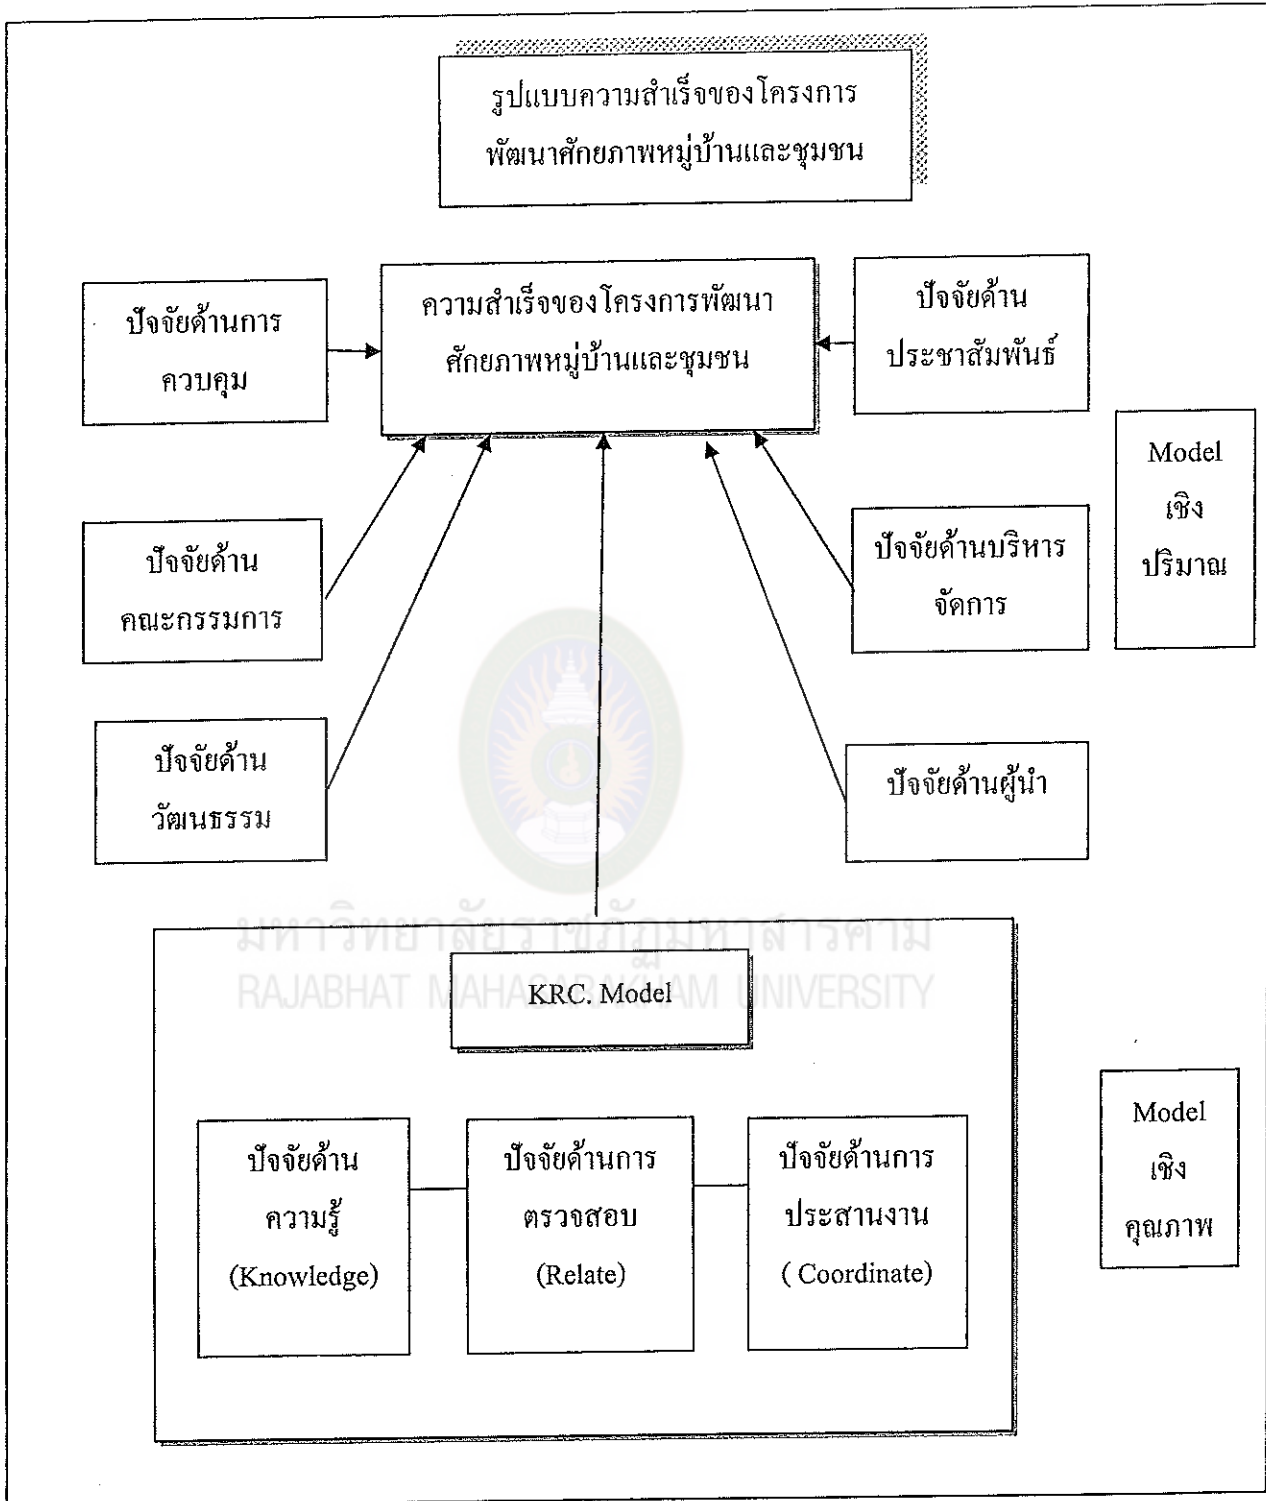 รูปแบบความสำเร็จของโครงการ
พัฒนาศักยภาพหมู่บ้านและชุมชน
ปัจจัยด้านการ
ควบคุม
ความสำเร็จของโครงการพัฒนา
ศักยภาพหมู่บ้านและชุมชน
ปัจจัยด้าน
ประชาสัมพันธ์
Model
เชิง
ปริมาณ
ปัจจัยด้าน
คณะกรรมการ
ปัจจัยด้านบริหาร
จัดการ
ปัจจัยด้าน
วัฒนธรรม
ปัจจัยด้านผู้นำ
มหาวิทยาลัยราชภัฏมหาสารคาม
RAJABHAT MAHASARAKHAM UNIVERSITY
KRC. Model
ปัจจัยด้าน
ความรู้
(Knowledge)
ปัจจัยด้านการ
ตรวจสอบ
(Relate)
ปัจจัยด้านการ
ประสานงาน
( Coordinate)
Model
เชิง
คุณภาพ